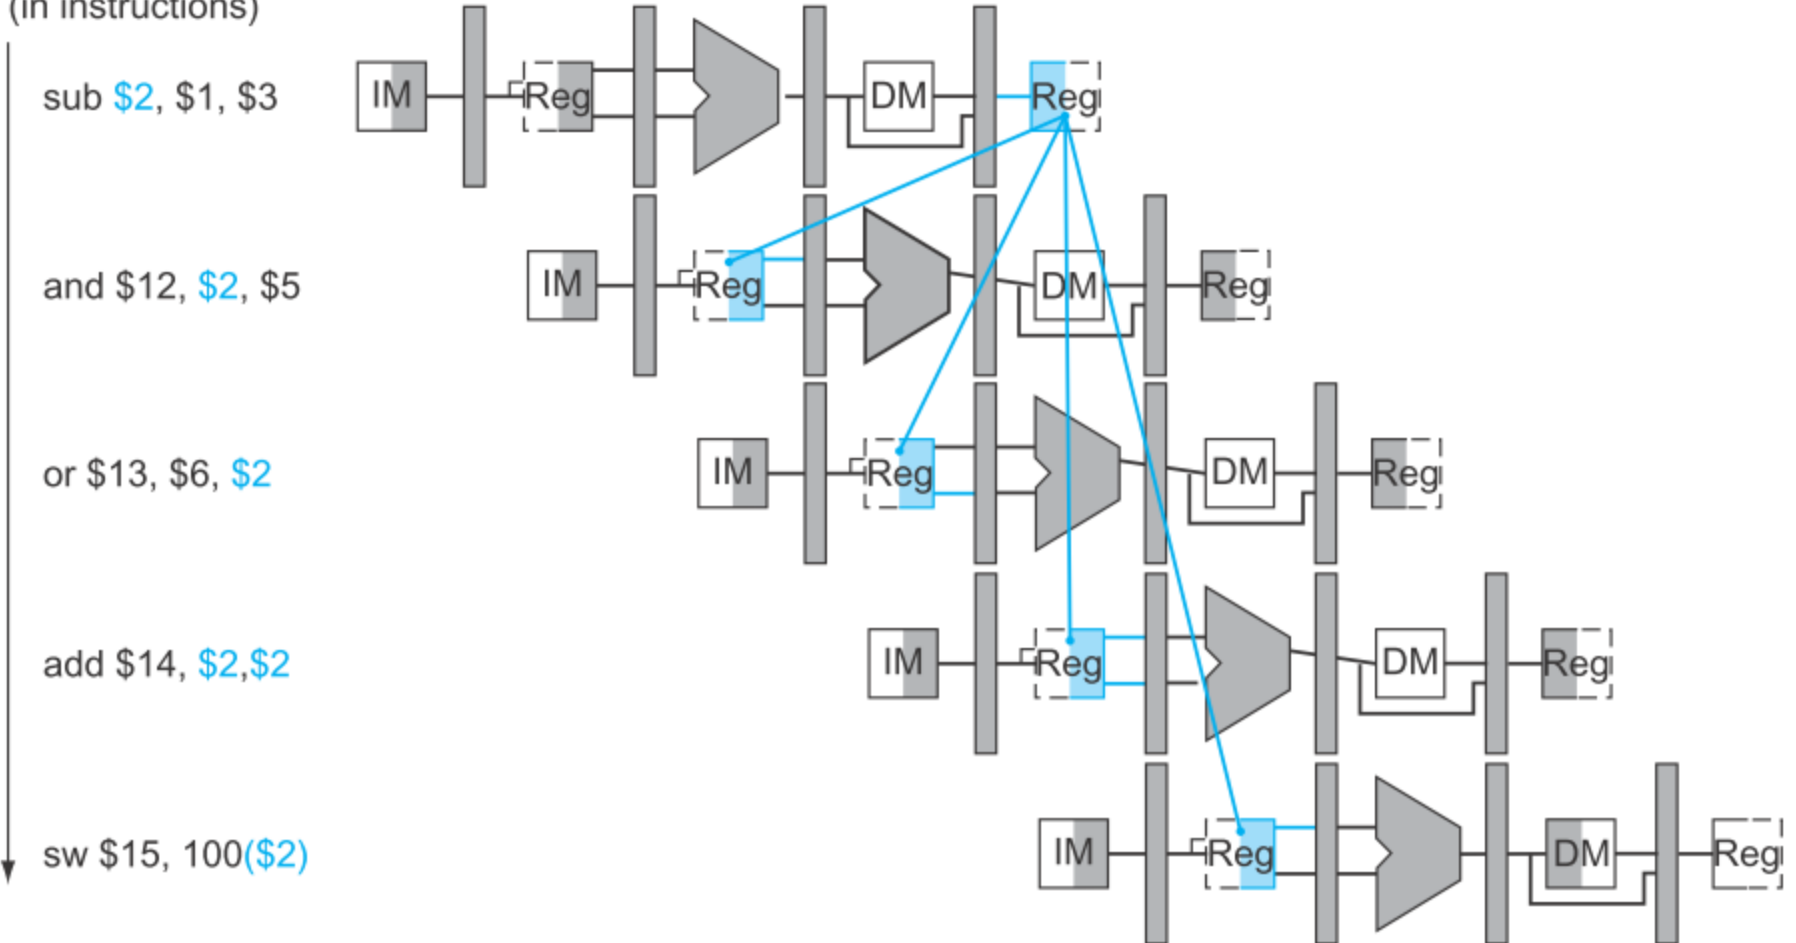 (in instructions)
sub $2, $1, $3
IM Reg DM Reg
and $12, $2, $5
IM Reg DM Reg
or $13, $6, $2
IM Reg DM Reg
add $14, $2,$2
IM Reg DM Reg
sw $15, 100($2)
IM Reg DM Reg